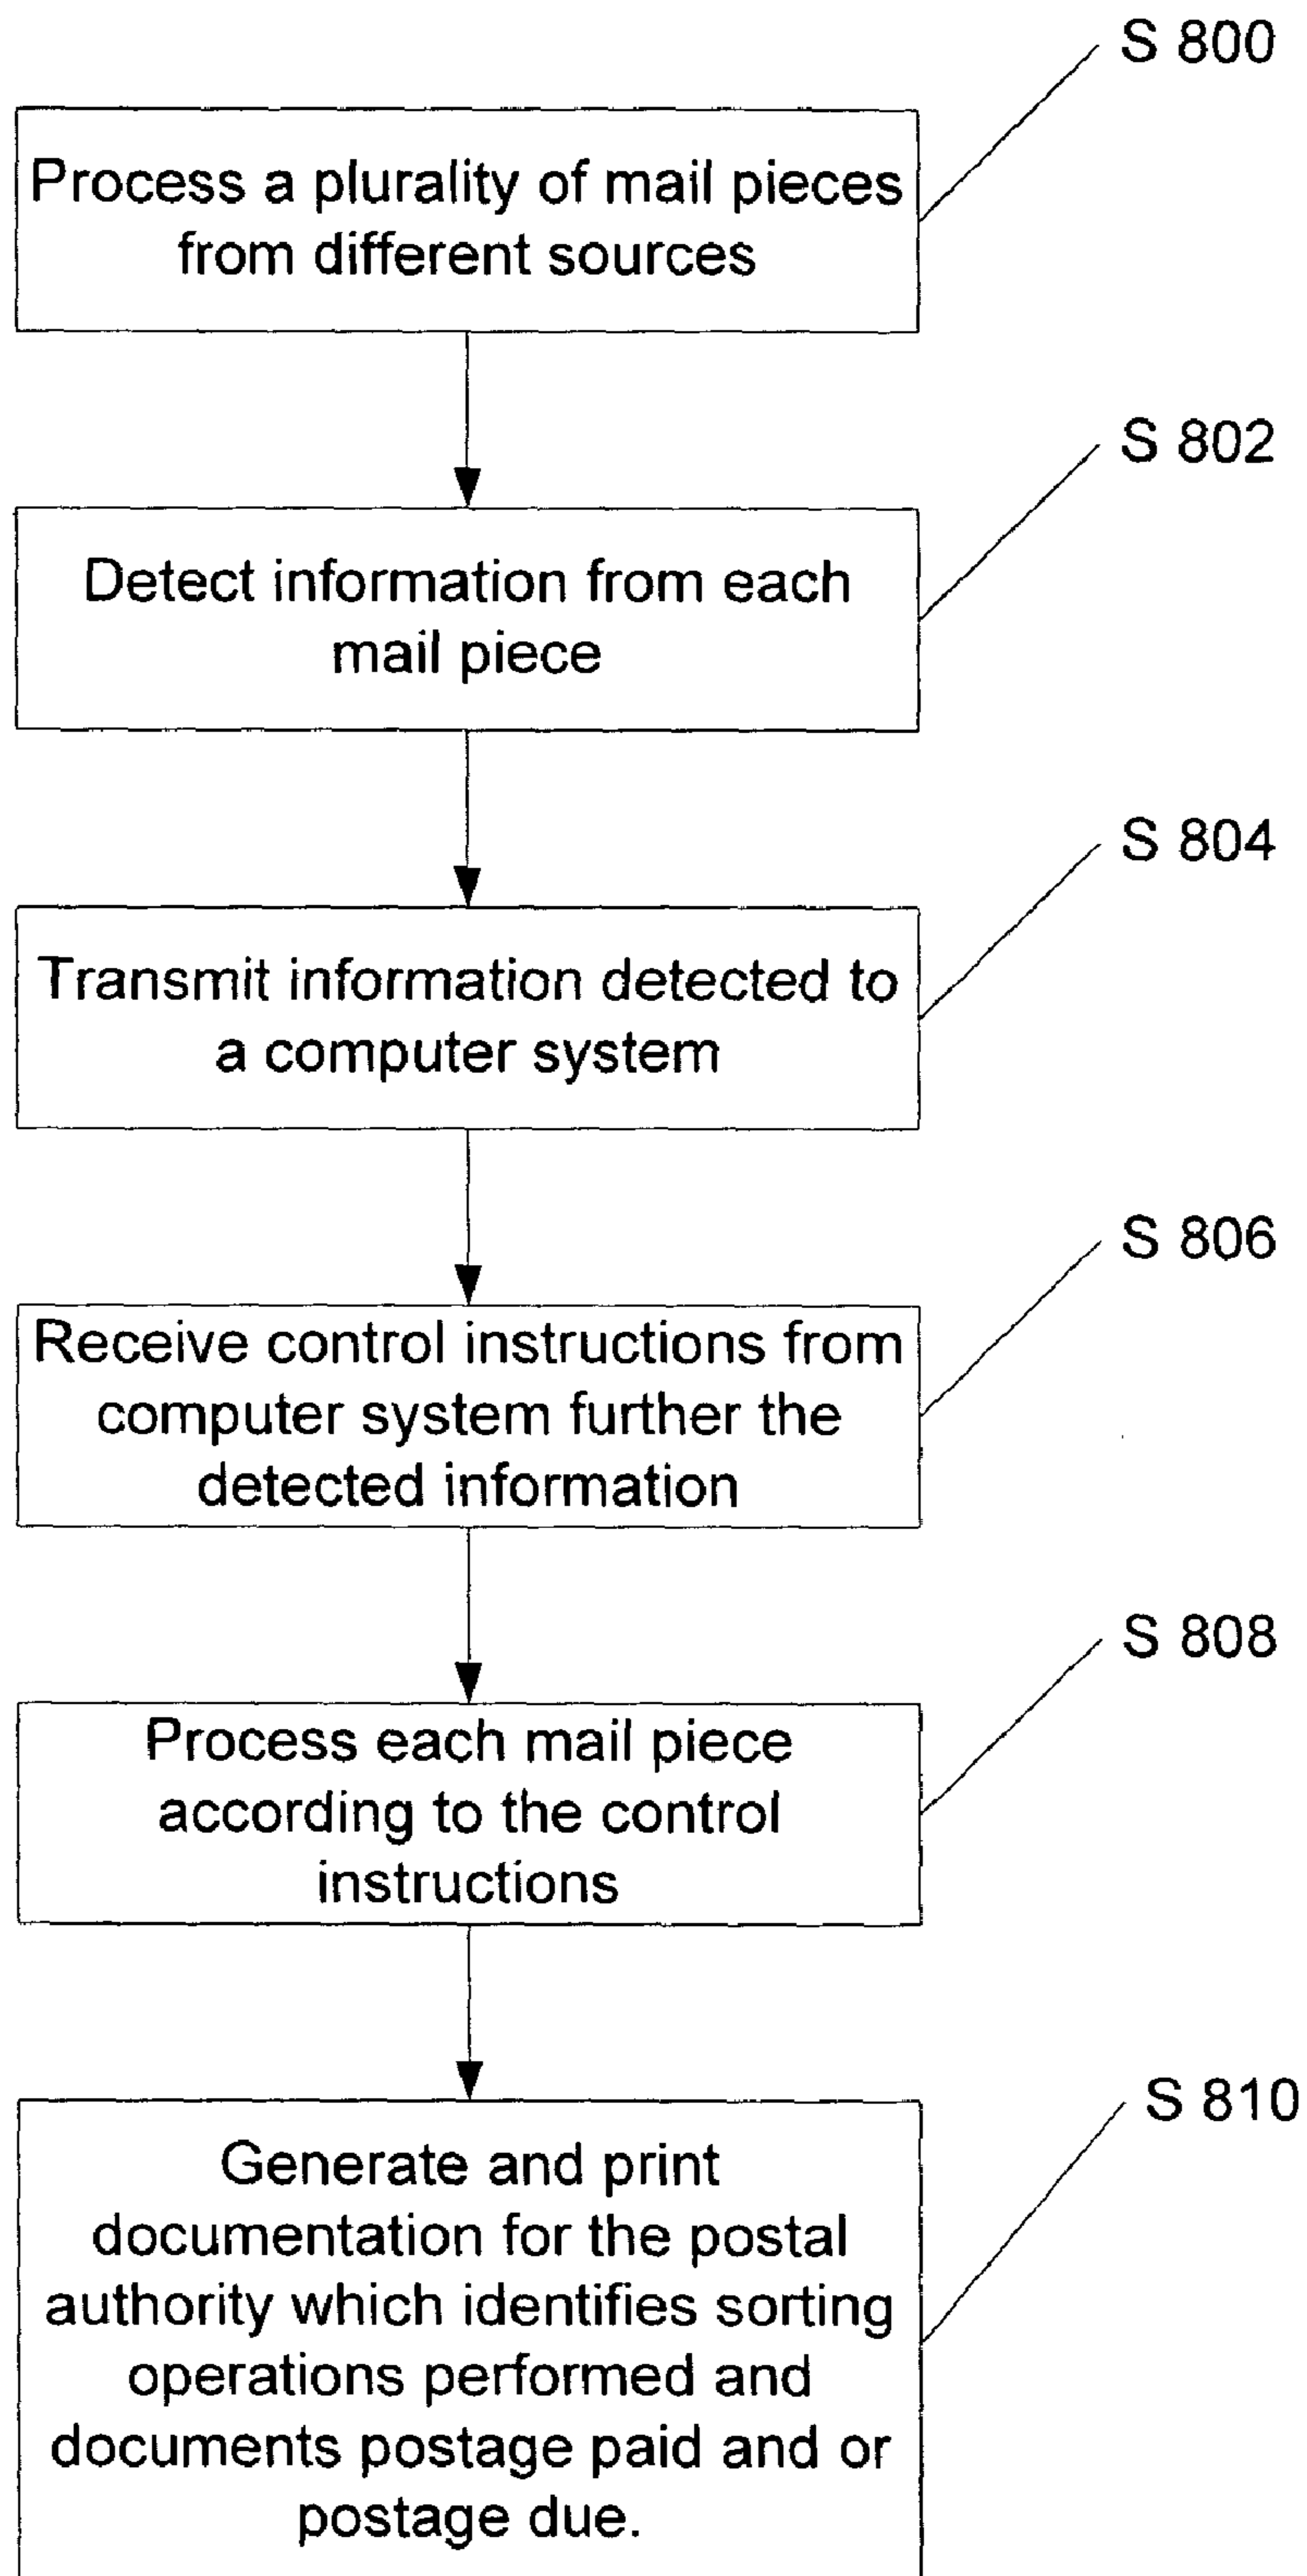 S 800
Process a plurality of mail pieces
from different sources
S 802
Detect information from each
mail piece
S 804
Transmit information detected to
a computer system
S 806
Receive control instructions from
computer system further the
detected information
S 808
Process each mail piece
according to the control
instructions
S 810
Generate and print
documentation for the postal
authority which identifies sorting
operations performed and
documents postage paid and or
postage due.